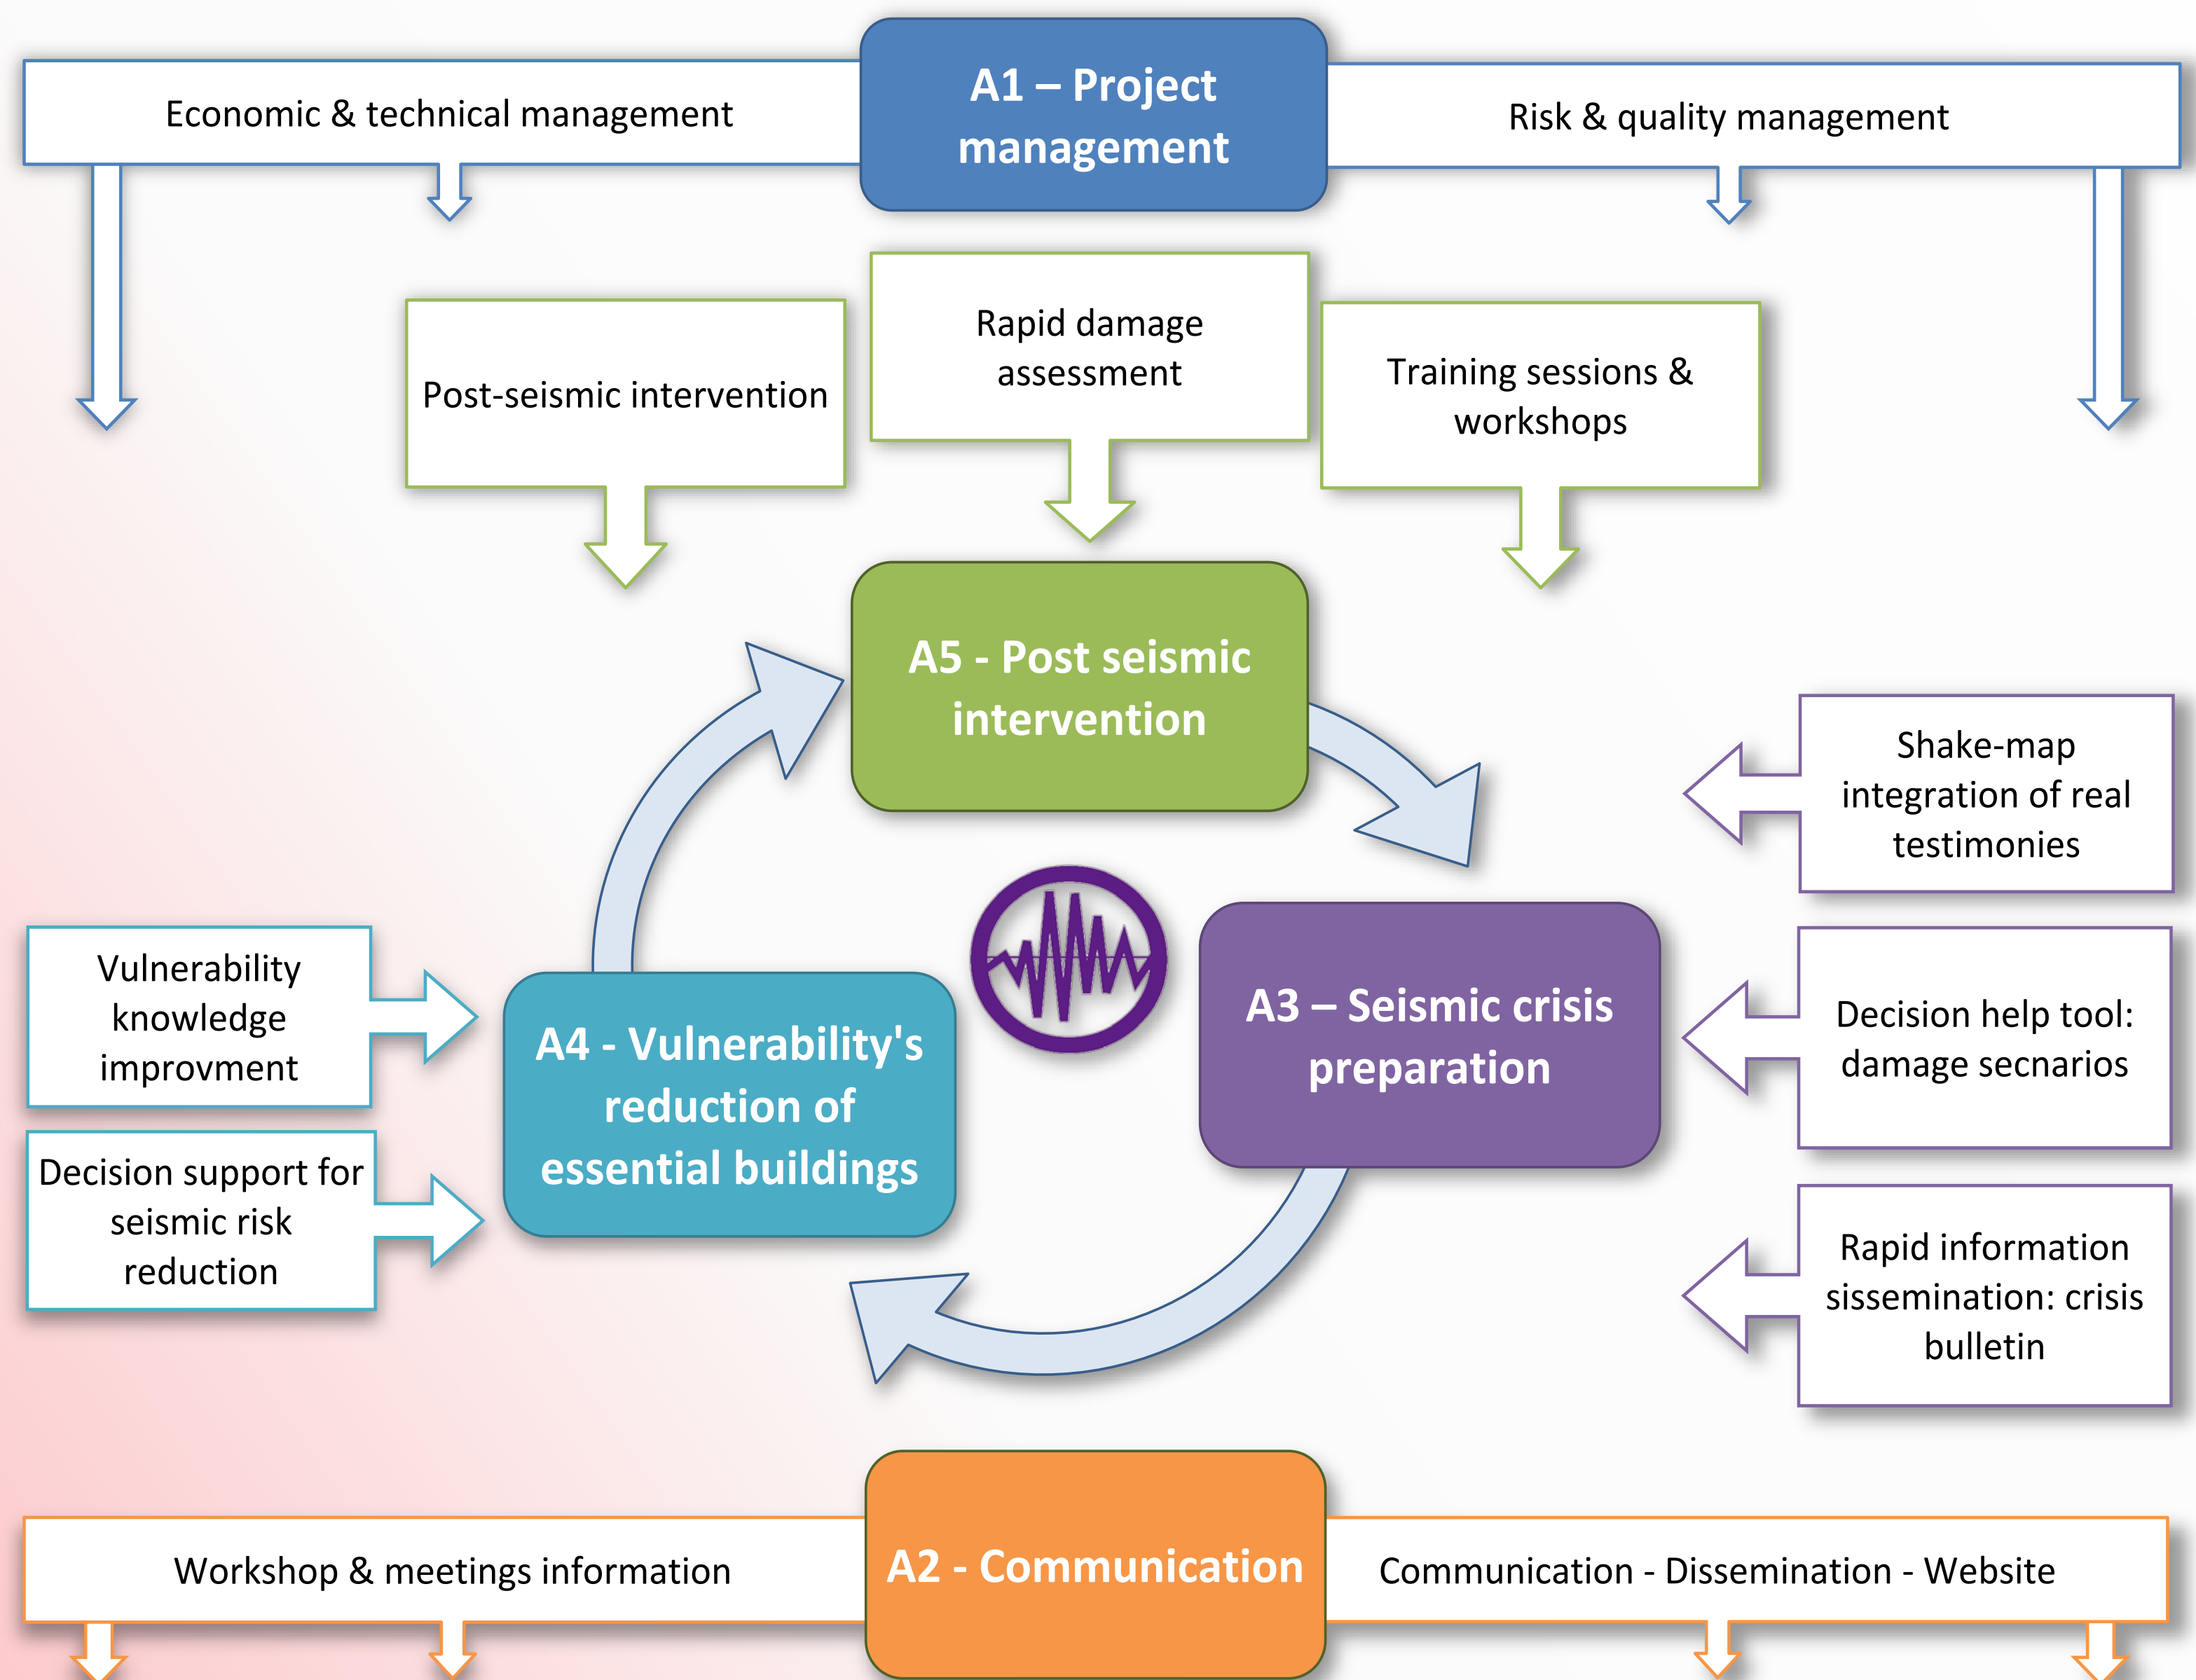 A1 – Project
management
Economic & technical management
Risk & quality management
Post-seismic intervention
Rapid damage
assessment
Training sessions &
workshops
A5 - Post seismic
intervention
Shake-map
integration of real
testimonies
Vulnerability
knowledge
improvment
A4 - Vulnerability's
reduction of
essential buildings
A3 – Seismic crisis
preparation
Decision help tool:
damage secnarios
Decision support for
seismic risk
reduction
Rapid information
sissemination: crisis
bulletin
Workshop & meetings information
A2 - Communication
Communication - Dissemination - Website